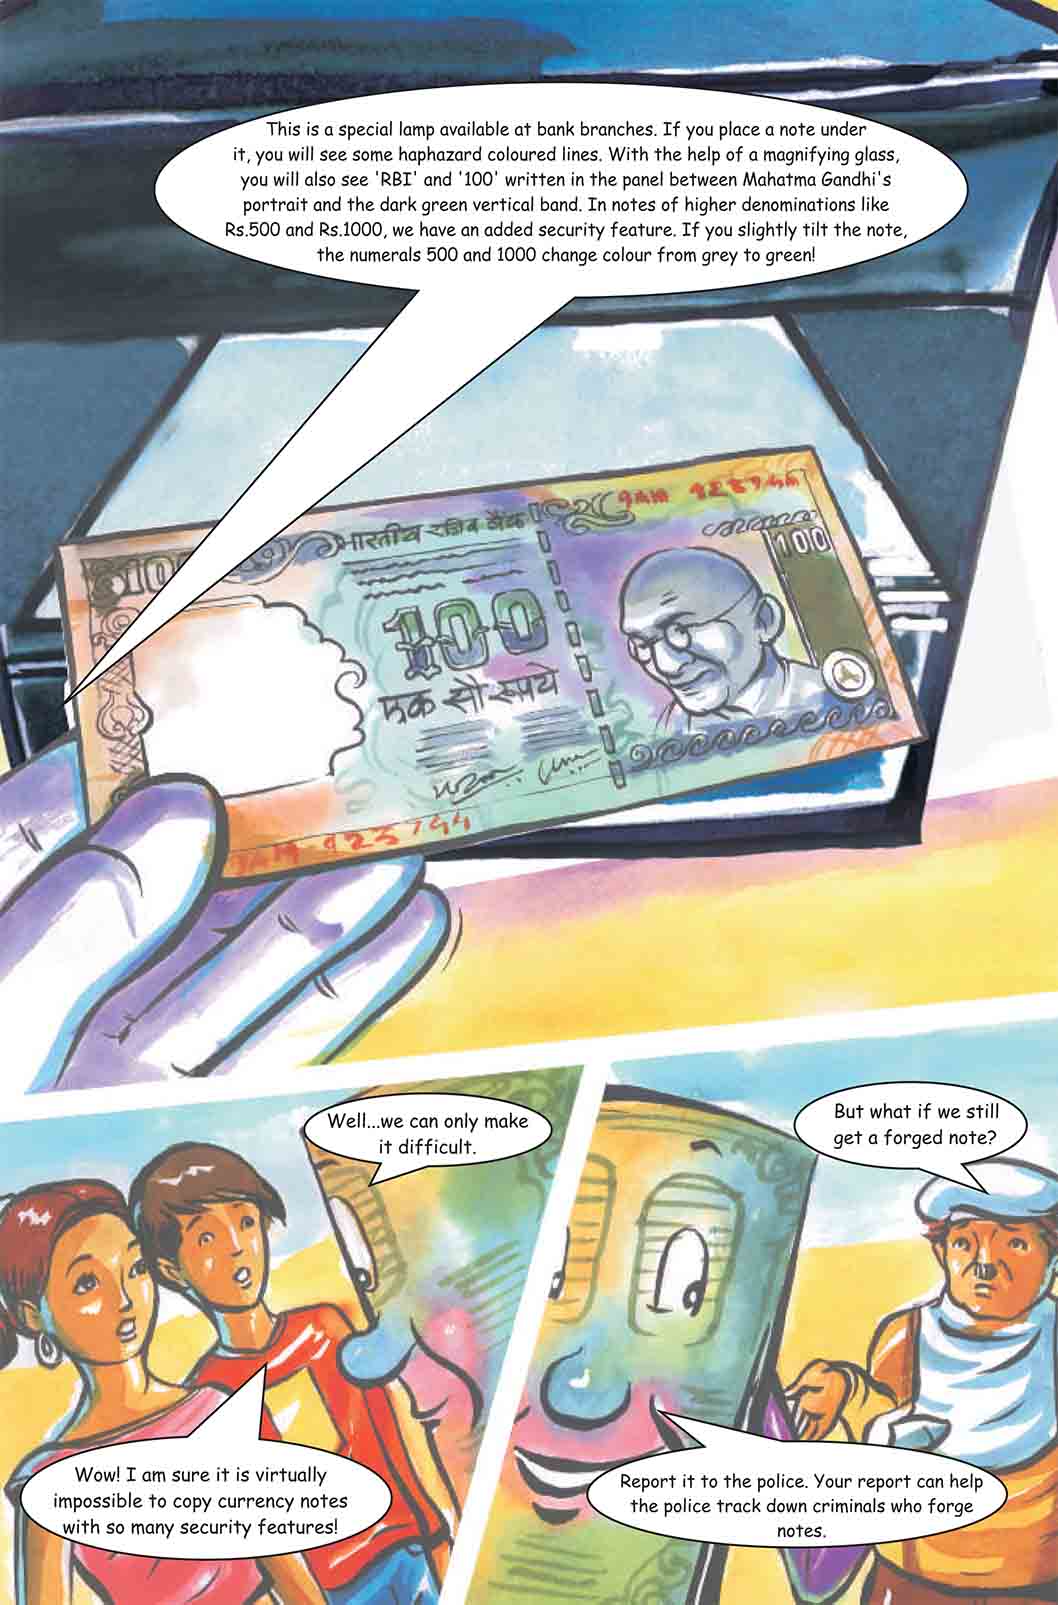 This is a special lamp available at bank branches. If you place a note under
it, you will see some haphazard coloured lines. With the help of a magnifying glass,
you will also see 'RBI' and '100' written in the panel between Mahatma Gandhi's
portrait and the dark green vertical band. In notes of higher denominations like
Rs.500 and Rs.1000, we have an added security feature. If you slightly tilt the note,
the numerals 500 and 1000 change colour from grey to green!
100
100
100
एक सौ रुपये
Well...we can only make
it difficult.
Wow! I am sure it is virtually
impossible to copy currency notes
with so many security features!
But what if we still
get a forged note?
Report it to the police. Your report can help
the police track down criminals who forge
notes.